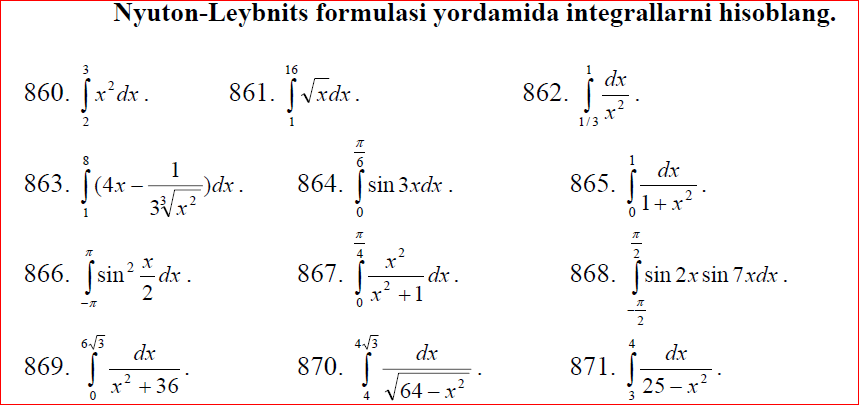 Nyuton-Leybnits formulasi yordamida integrallarni hisoblang.
860. $\int_{2}^{3} x^2 dx$ . 861. $\int_{1}^{16} \sqrt{x} dx$ . 862. $\int_{1/3}^{1} \frac{dx}{x^2}$ .
863. $\int_{1}^{8} (4x - \frac{1}{3\sqrt[3]{x^2}}) dx$ . 864. $\int_{0}^{\frac{\pi}{6}} \sin 3x dx$ . 865. $\int_{0}^{1} \frac{dx}{1+x^2}$ .
866. $\int_{-\pi}^{\pi} \sin^2 \frac{x}{2} dx$ . 867. $\int_{0}^{\frac{\pi}{4}} \frac{x^2}{x^2+1} dx$ . 868. $\int_{-\frac{\pi}{2}}^{\frac{\pi}{2}} \sin 2x \sin 7x dx$ .
869. $\int_{0}^{6\sqrt{3}} \frac{dx}{x^2+36}$ . 870. $\int_{4}^{4\sqrt{3}} \frac{dx}{\sqrt{64-x^2}}$ . 871. $\int_{3}^{4} \frac{dx}{25-x^2}$ .